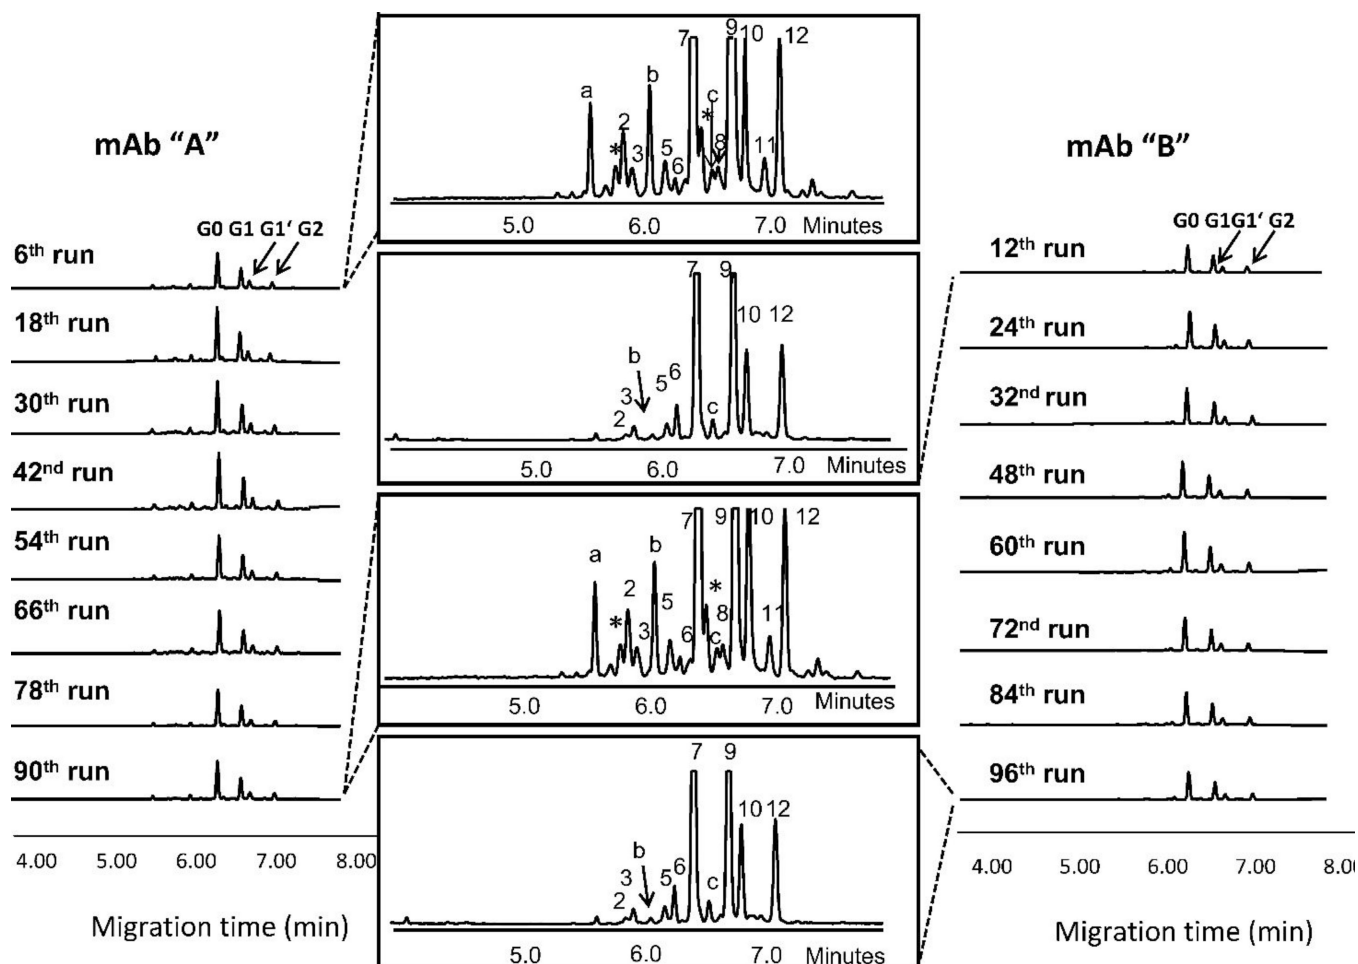 mAb “A”
G0 G1 G1‘ G2
6th run
18th run
30th run
42nd run
54th run
66th run
78th run
90th run
4.00 5.00 6.00 7.00 8.00
Migration time (min)
a * 2 3 b 5 6 7 * c 8 9 10 11 12
5.0 6.0 7.0 Minutes
2 3 b 5 6 7 c 9 10 12
5.0 6.0 7.0 Minutes
a * 2 3 b 5 6 7 * c 8 9 10 11 12
5.0 6.0 7.0 Minutes
2 3 b 5 6 7 c 9 10 12
5.0 6.0 7.0 Minutes
mAb “B”
G0 G1G1‘ G2
12th run
24th run
32nd run
48th run
60th run
72nd run
84th run
96th run
4.00 5.00 6.00 7.00 8.0
Migration time (min)